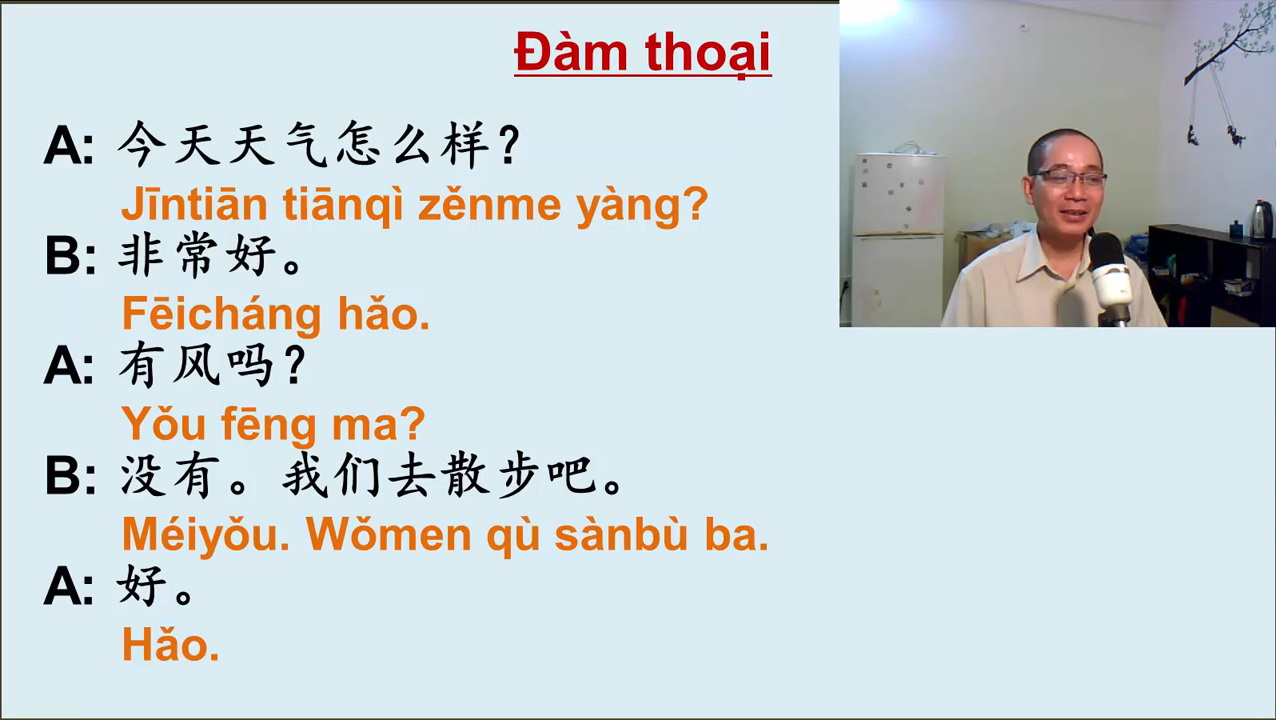 Đàm thoại
A: 今天天气怎么样?
Jīntiān tiānqì zěnme yàng?
B: 非常好。
Fēicháng hǎo.
A: 有风吗?
Yǒu fēng ma?
B: 没有。我们去散步吧。
Méiyǒu. Wǒmen qù sànbù ba.
A: 好。
Hǎo.